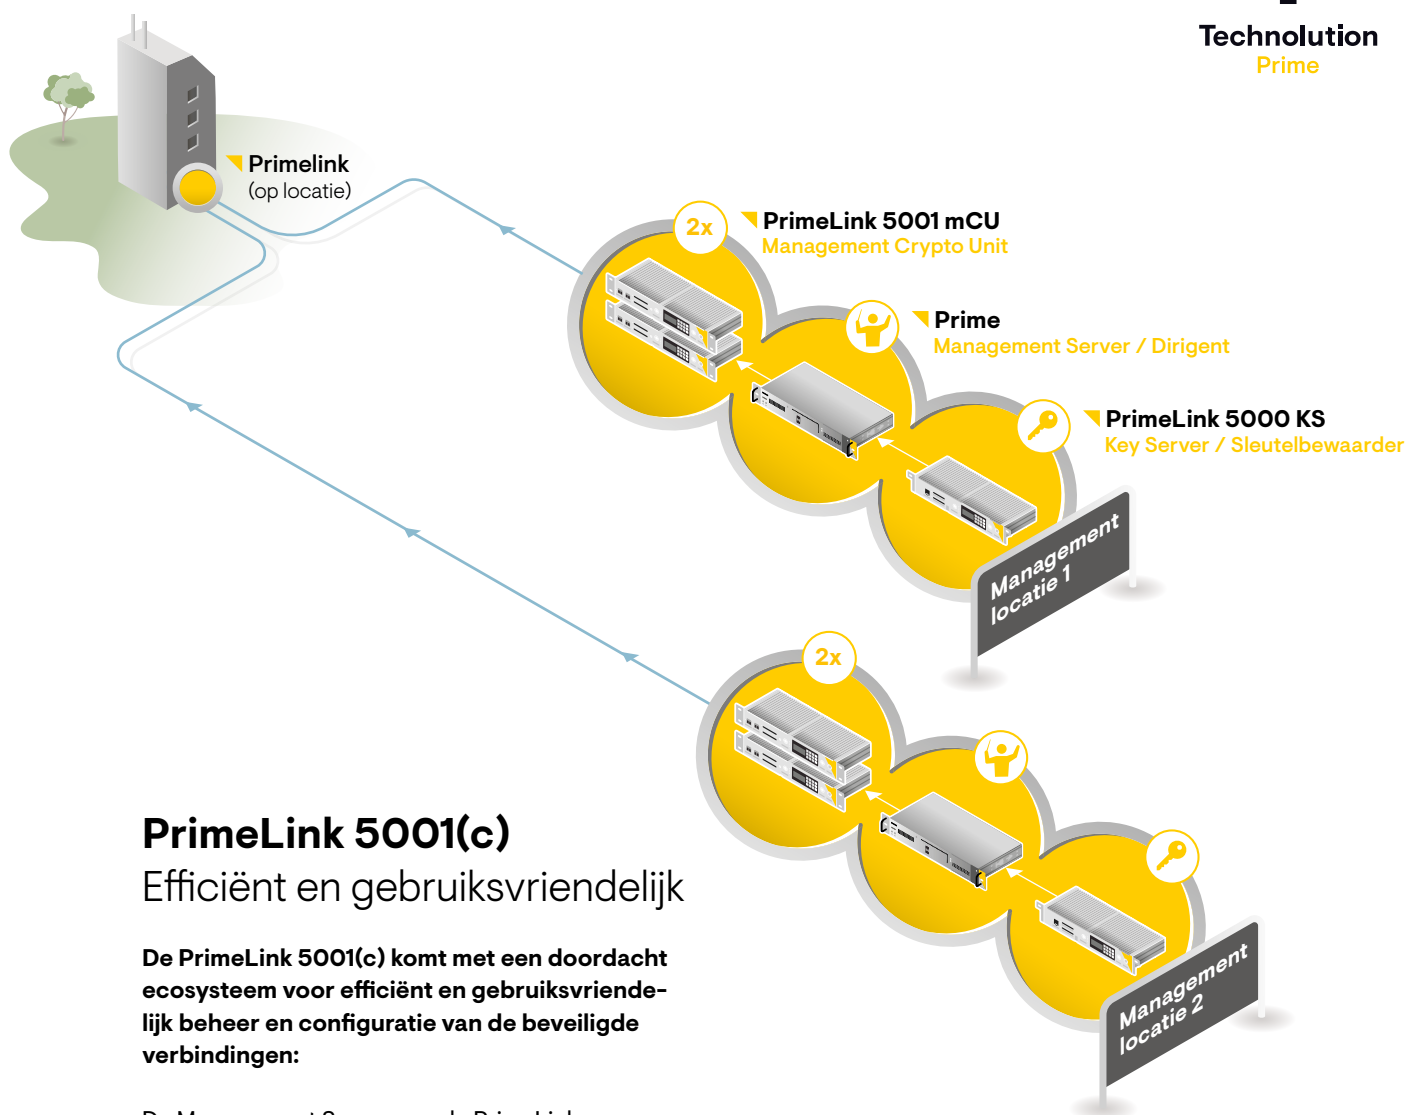 Technolution
Prime
Primelink
(op locatie)
2x
PrimeLink 5001 mCU
Management Crypto Unit
Prime
Management Server / Dirigent
PrimeLink 5000 KS
Key Server / Sleutelbewaarder
Management
locatie 1
2x
Management
locatie 2
PrimeLink 5001(c)
Efficiënt en gebruiksvriendelijk
De PrimeLink 5001(c) komt met een doordacht
ecosysteem voor efficiënt en gebruiksvriende-
lijk beheer en configuratie van de beveiligde
verbindingen: